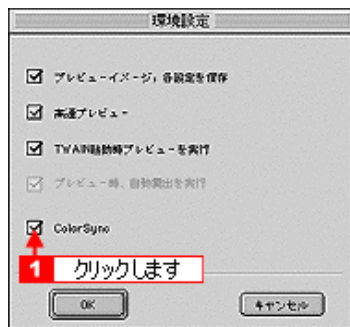 環境設定
プレビューイメージ，各設定を保存
高速プレビュー
TWAIN起動時プレビューを実行
プレビュー時、自動露出を実行
ColorSync
1 クリックします
OK
キャンセル